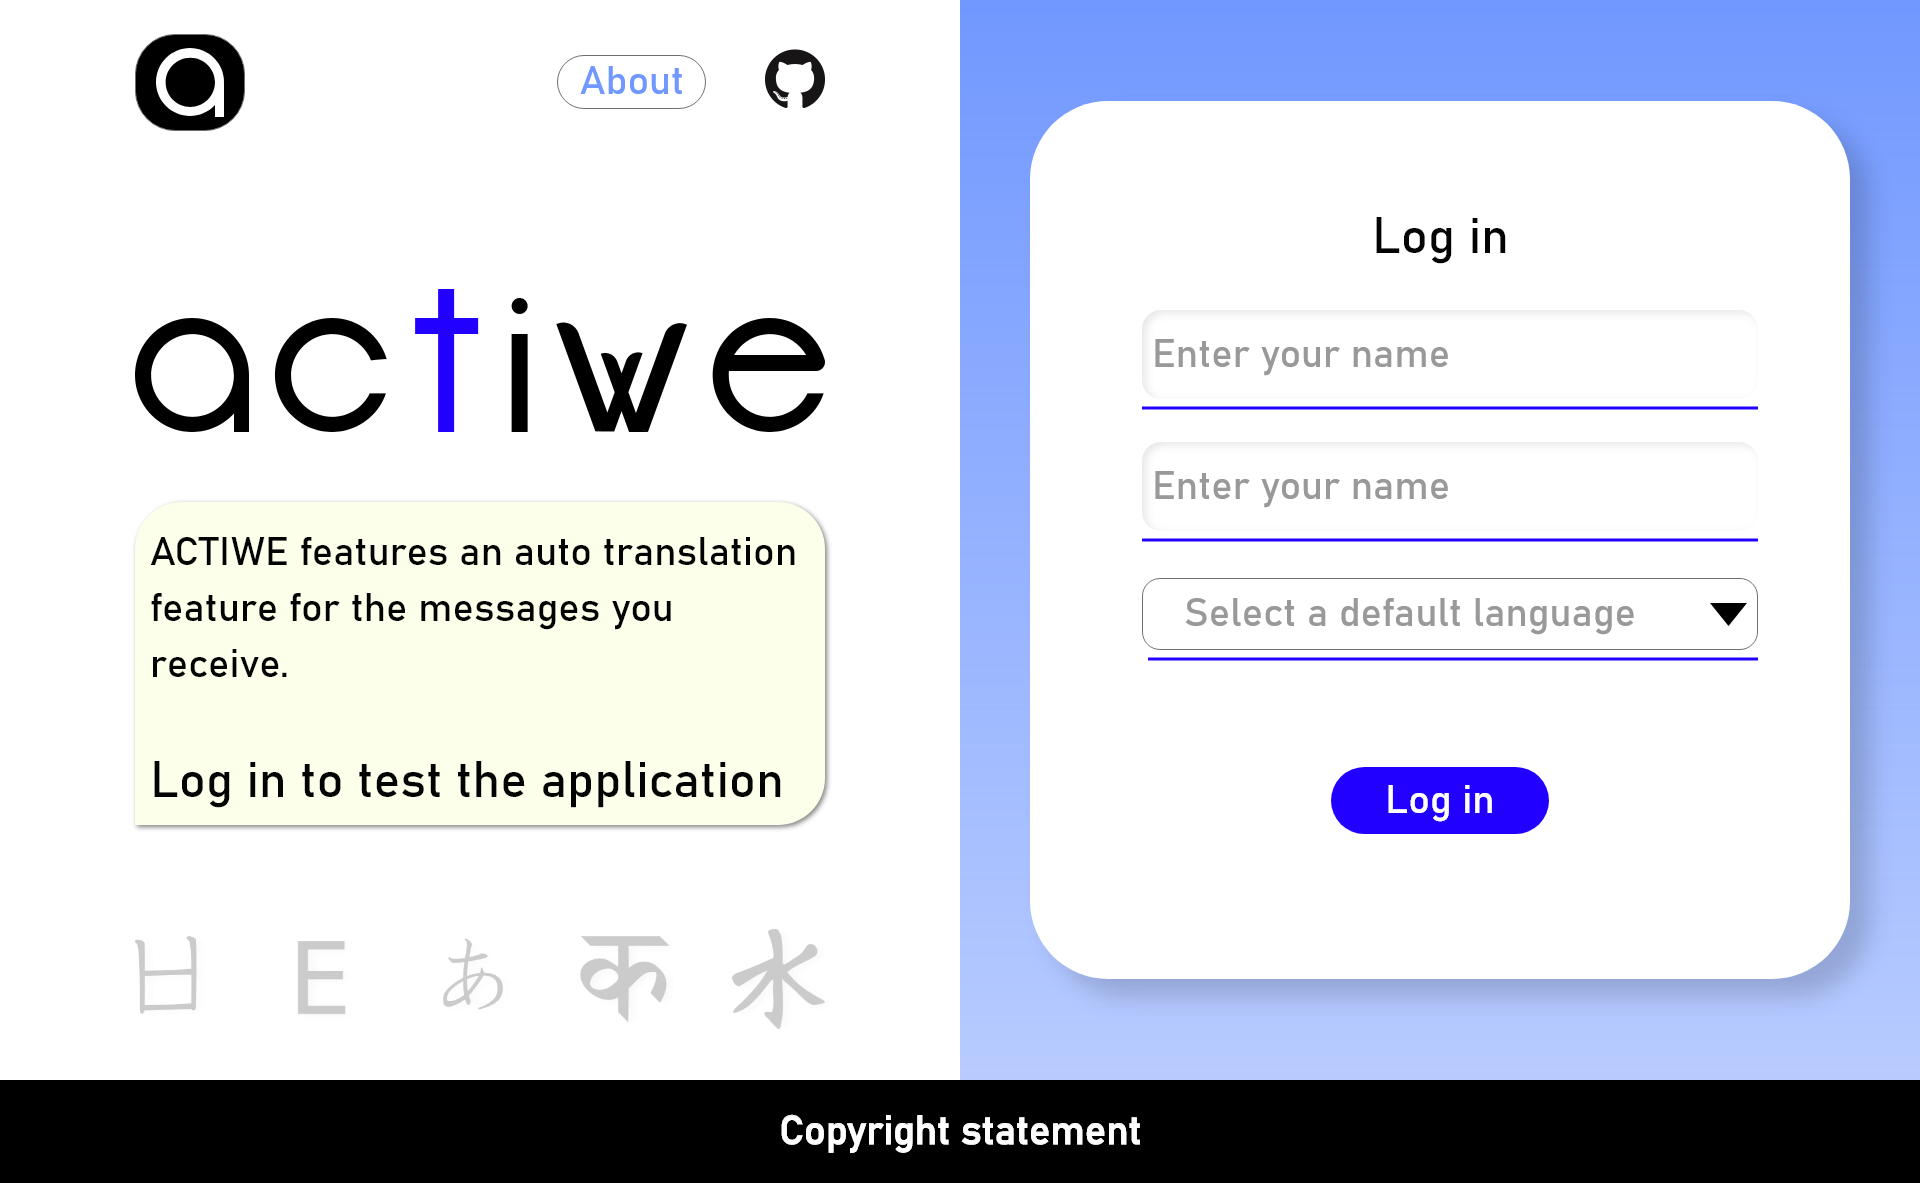 a
About
actiwe
ACTIWE features an auto translation
feature for the messages you
receive.
Log in to test the application
日 E あ क 水
Log in
Enter your name
Enter your name
Select a default language
Log in
Copyright statement